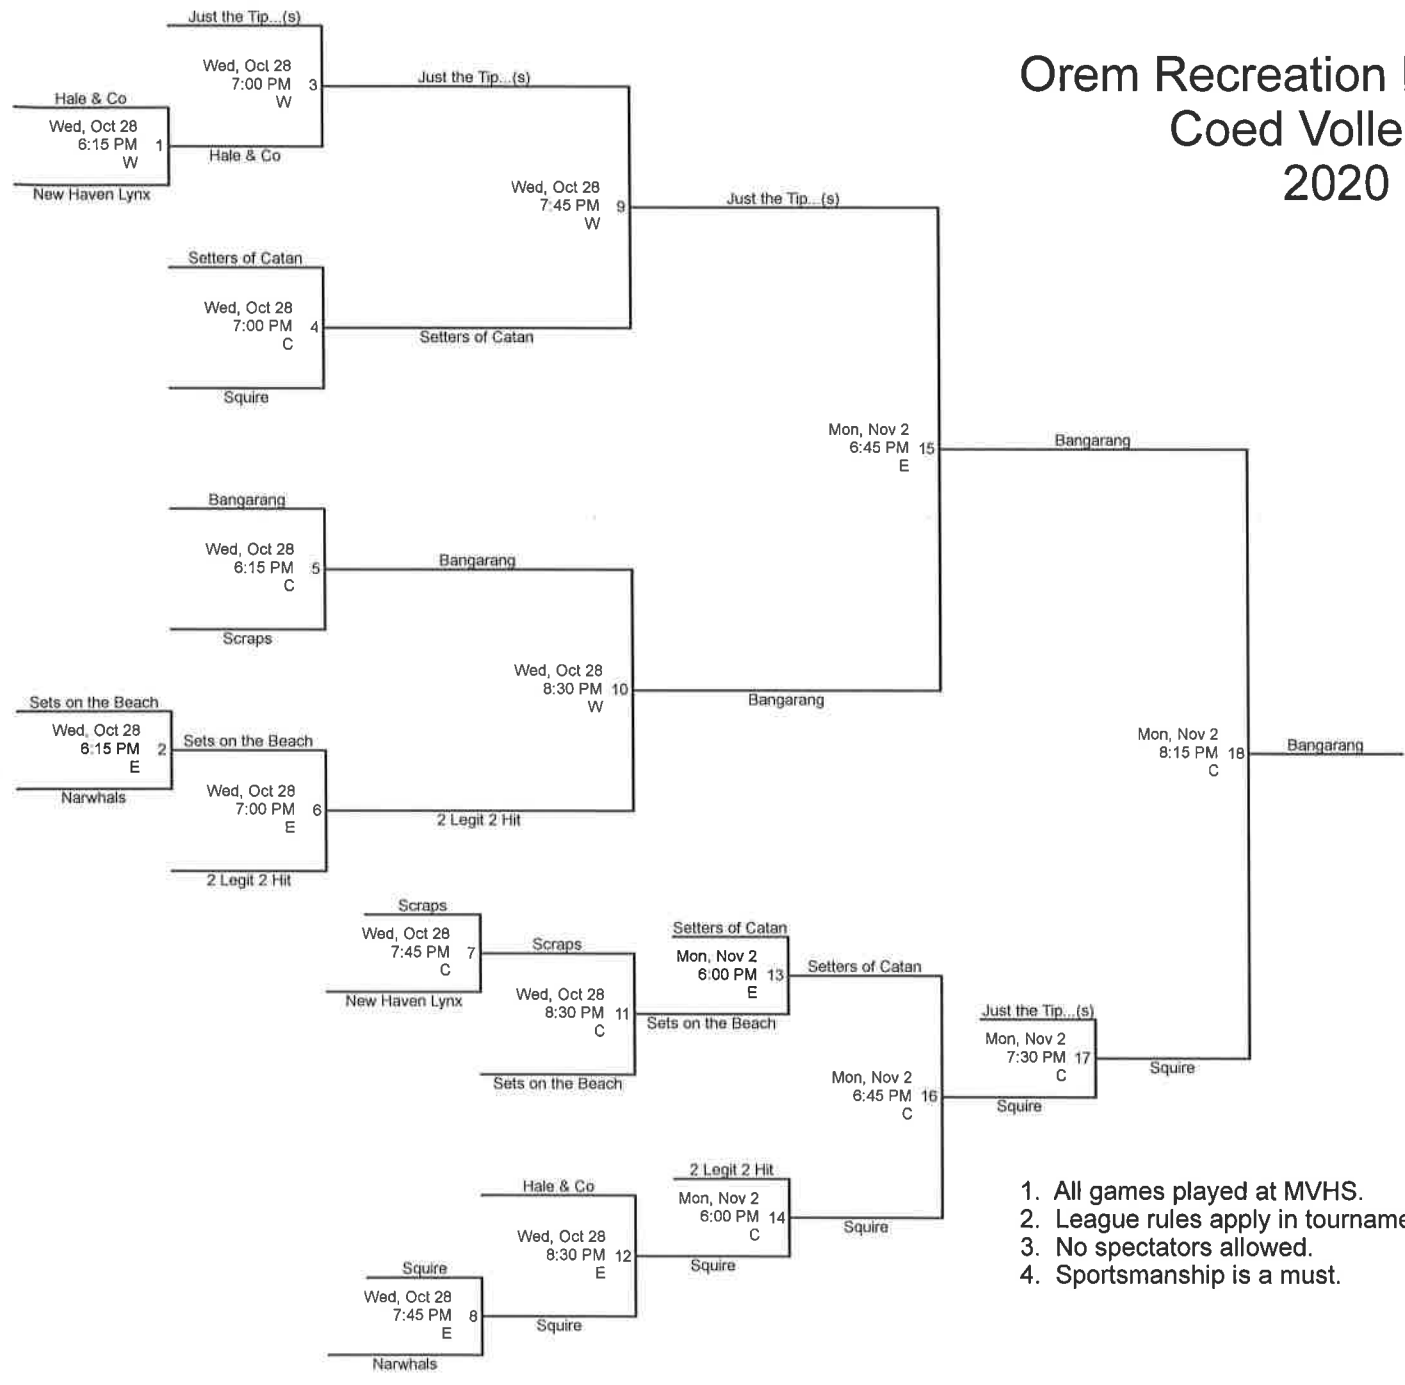 Orem Recreation
Coed Volle
2020
Just the Tip...(s)
Wed, Oct 28
7:00 PM 3
W
Just the Tip...(s)
Hale & Co
Wed, Oct 28
6:15 PM 1
W
Hale & Co
New Haven Lynx
Wed, Oct 28
7:45 PM 9
W
Just the Tip...(s)
Setters of Catan
Wed, Oct 28
7:00 PM 4
C
Setters of Catan
Squire
Mon, Nov 2
6:45 PM 15
E
Bangarang
Bangarang
Wed, Oct 28
6:15 PM 5
C
Bangarang
Scraps
Wed, Oct 28
8:30 PM 10
W
Bangarang
Sets on the Beach
Wed, Oct 28
6:15 PM 2
E
Sets on the Beach
Narwhals
Wed, Oct 28
7:00 PM 6
E
2 Legit 2 Hit
2 Legit 2 Hit
Mon, Nov 2
8:15 PM 18
C
Bangarang
Scraps
Wed, Oct 28
7:45 PM 7
C
Scraps
New Haven Lynx
Wed, Oct 28
8:30 PM 11
C
Sets on the Beach
Setters of Catan
Mon, Nov 2
6:00 PM 13
E
Setters of Catan
Sets on the Beach
Just the Tip...(s)
Mon, Nov 2
7:30 PM 17
C
Squire
Mon, Nov 2
6:45 PM 16
C
Squire
2 Legit 2 Hit
Mon, Nov 2
6:00 PM 14
C
Squire
Hale & Co
Wed, Oct 28
8:30 PM 12
E
Squire
Squire
Wed, Oct 28
7:45 PM 8
E
Squire
Narwhals
1. All games played at MVHS.
2. League rules apply in tourname
3. No spectators allowed.
4. Sportsmanship is a must.